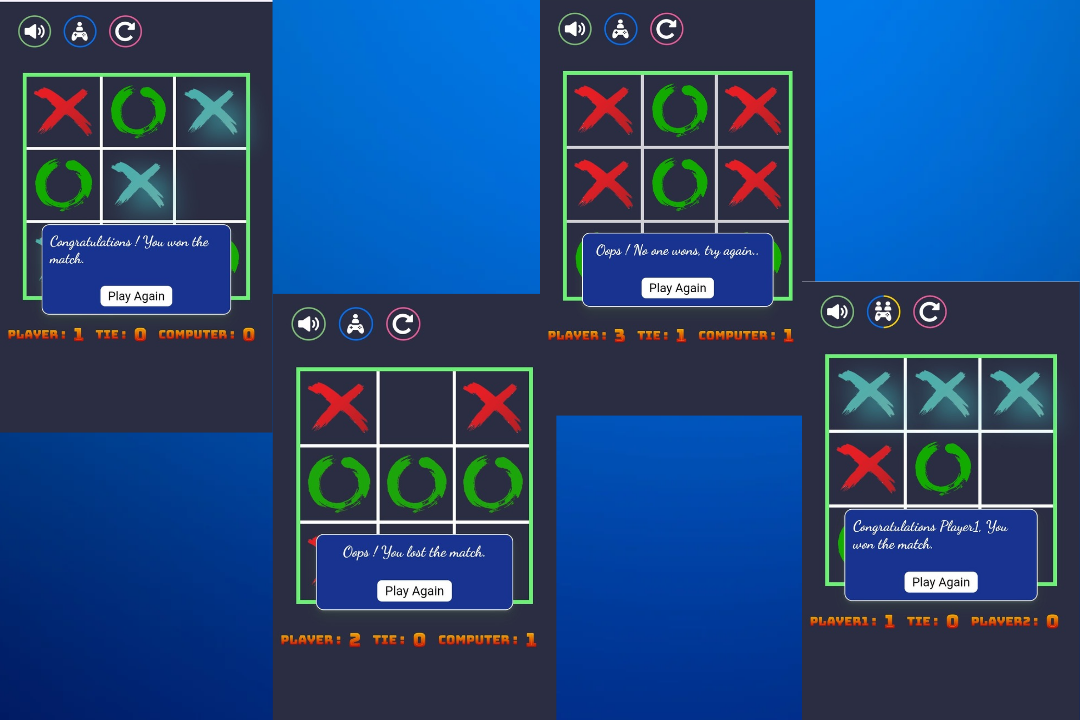 Congratulations ! You won the
match.
Play Again
PLAYER: 1 TIE: 0 COMPUTER: 0
Oops ! You lost the match.
Play Again
PLAYER: 2 TIE: 0 COMPUTER: 1
Oops ! No one wons, try again..
Play Again
PLAYER: 3 TIE: 1 COMPUTER: 1
Congratulations Player1, You
won the match.
Play Again
PLAYER1: 1 TIE: 0 PLAYER2: 0